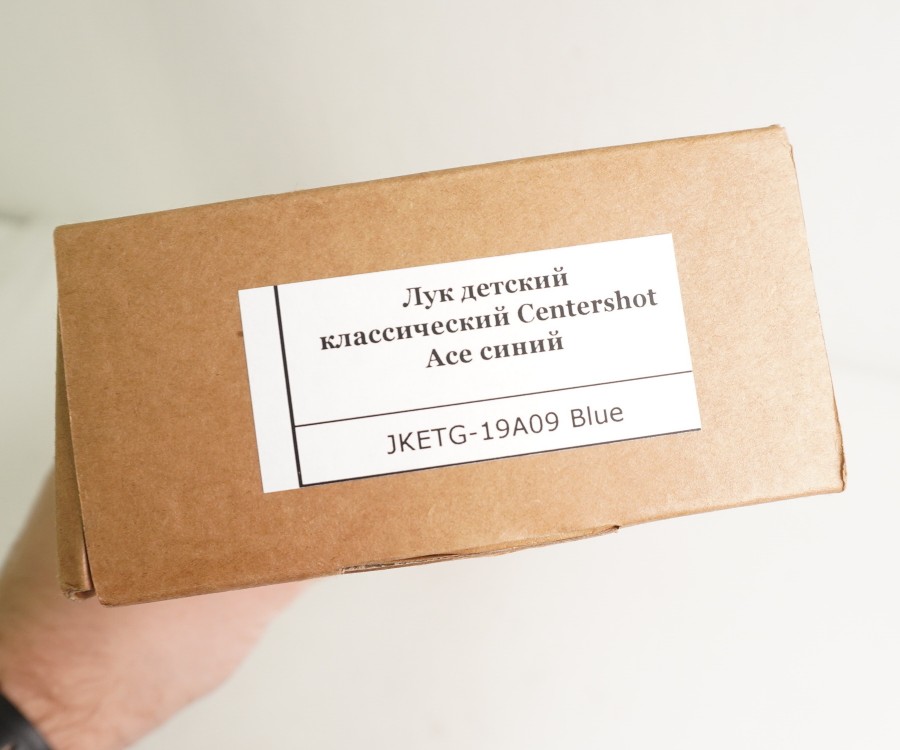 Лук детский
классический Centershot
Ace синий
JKETG-19A09 Blue